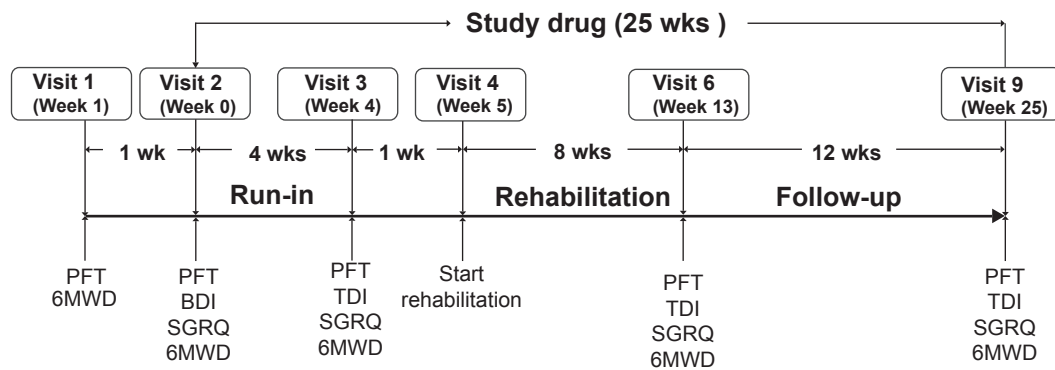 Study drug (25 wks )
Visit 1
(Week 1)
Visit 2
(Week 0)
Visit 3
(Week 4)
Visit 4
(Week 5)
Visit 6
(Week 13)
Visit 9
(Week 25)
1 wk
4 wks
1 wk
8 wks
12 wks
Run-in
Rehabilitation
Follow-up
PFT
6MWD
PFT
BDI
SGRQ
6MWD
PFT
TDI
SGRQ
6MWD
Start
rehabilitation
PFT
TDI
SGRQ
6MWD
PFT
TDI
SGRQ
6MWD